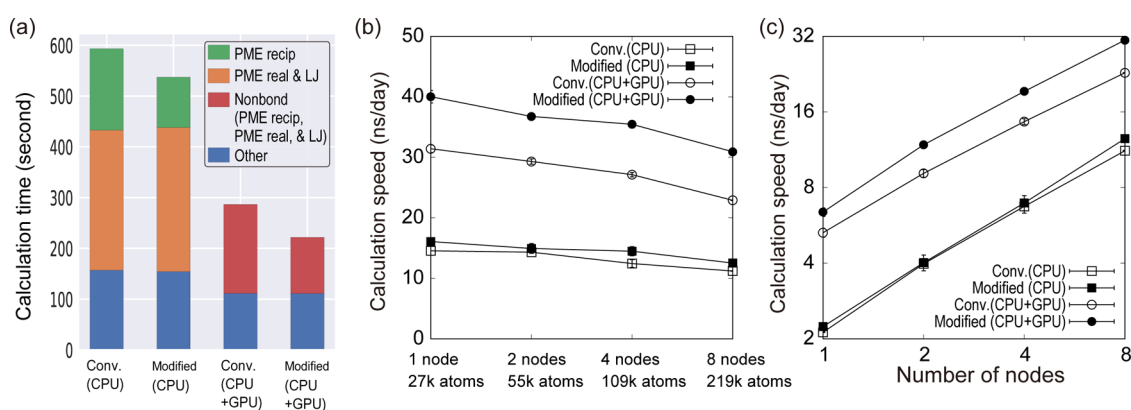 (a)
Calculation time (second)
600
500
400
300
200
100
0
PME recip
PME real & LJ
Nonbond
(PME recip,
PME real, & LJ)
Other
Conv.
(CPU)
Modified
(CPU)
Conv.
(CPU
+GPU)
Modified
(CPU
+GPU)
(b)
Calculation speed (ns/day)
50
40
30
20
10
0
Conv.(CPU)
Modified (CPU)
Conv.(CPU+GPU)
Modified (CPU+GPU)
1 node
27k atoms
2 nodes
55k atoms
4 nodes
109k atoms
8 nodes
219k atoms
(c)
Calculation speed (ns/day)
32
16
8
4
2
Conv.(CPU)
Modified (CPU)
Conv.(CPU+GPU)
Modified (CPU+GPU)
1
2
4
8
Number of nodes